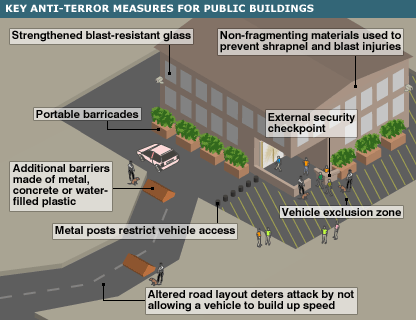 KEY ANTI-TERROR MEASURES FOR PUBLIC BUILDINGS
Strengthened blast-resistant glass
Non-fragmenting materials used to
prevent shrapnel and blast injuries
Portable barricades
External security
checkpoint
Additional barriers
made of metal,
concrete or water-
filled plastic
Vehicle exclusion zone
Metal posts restrict vehicle access
Altered road layout deters attack by not
allowing a vehicle to build up speed